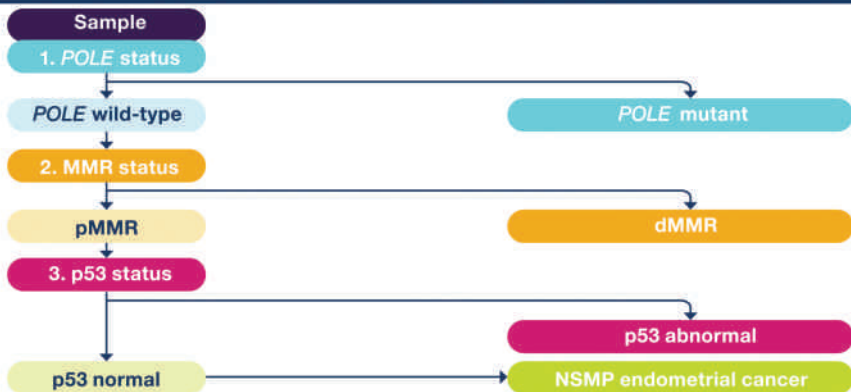 Sample
1. POLE status
POLE wild-type
POLE mutant
2. MMR status
pMMR
dMMR
3. p53 status
p53 abnormal
p53 normal
NSMP endometrial cancer